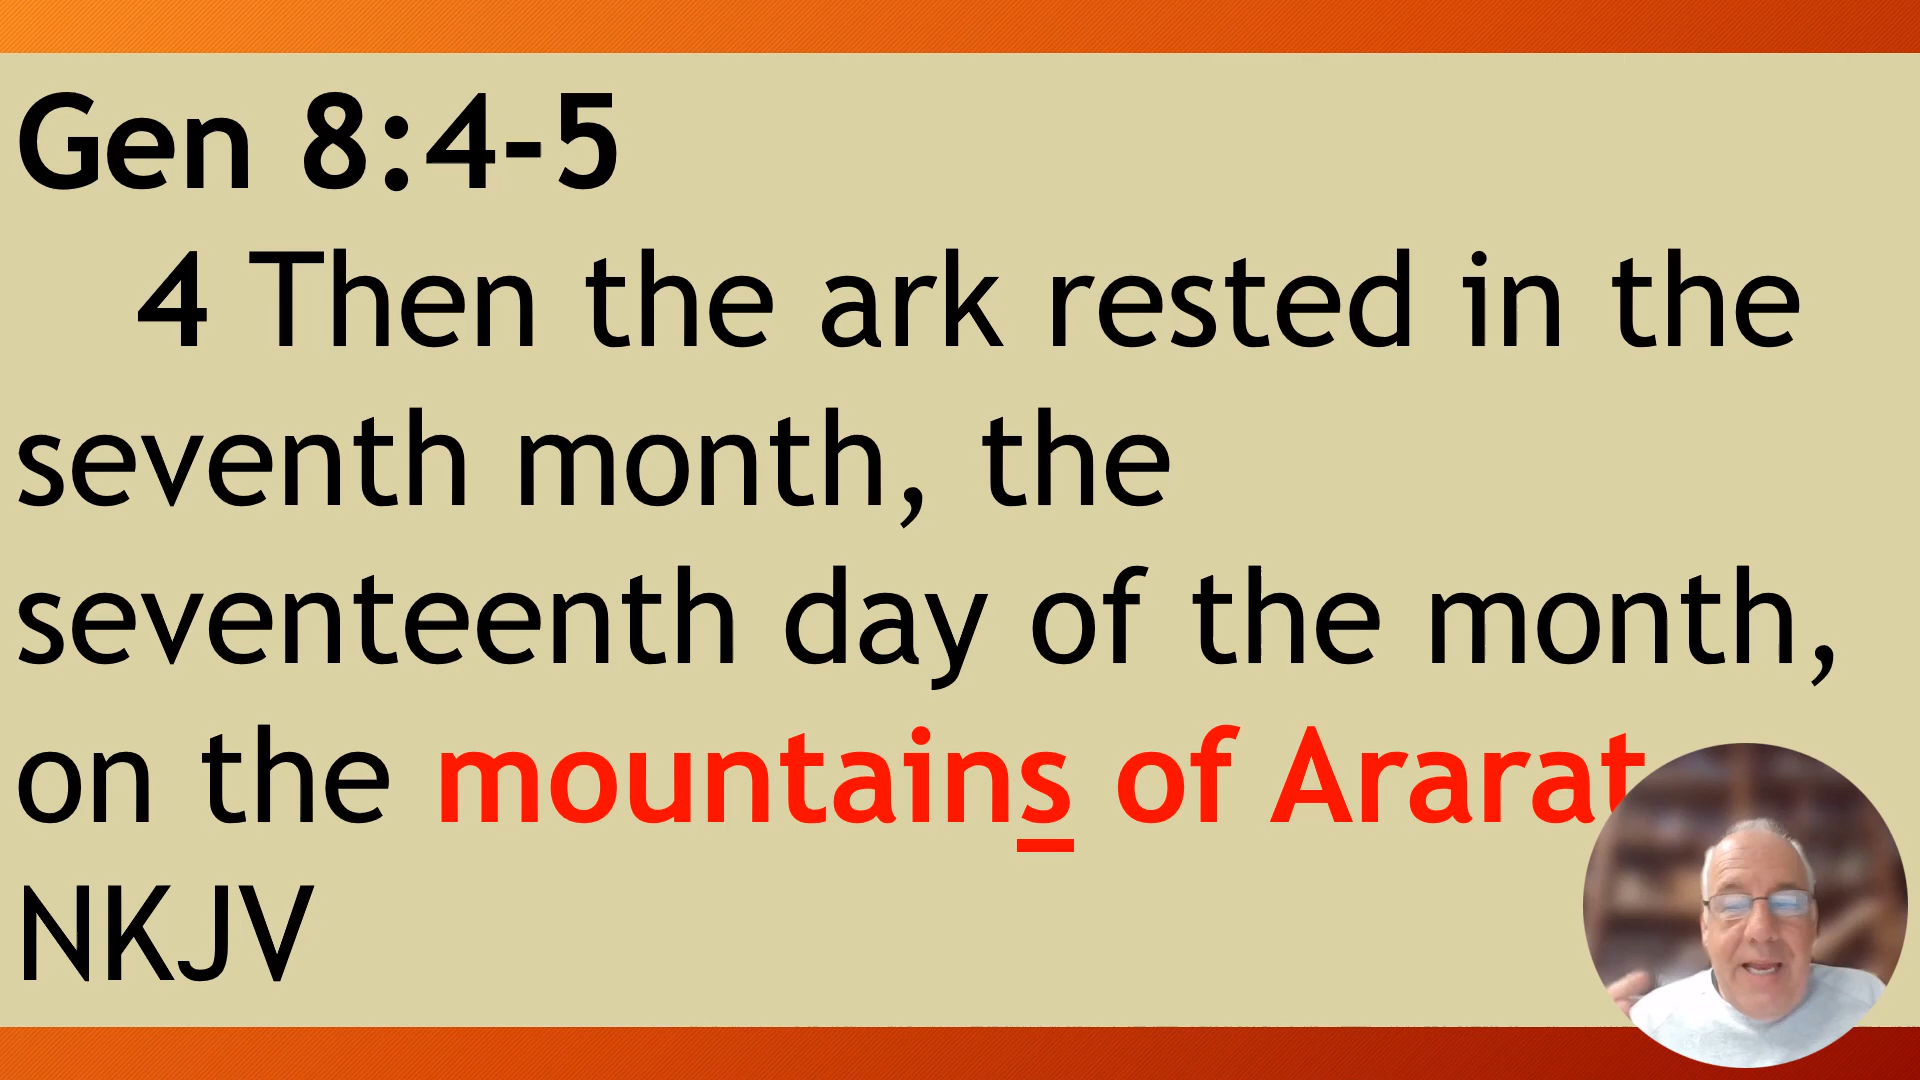 Gen 8:4-5
4 Then the ark rested in the
seventh month, the
seventeenth day of the month,
on the mountains of Ararat
NKJV